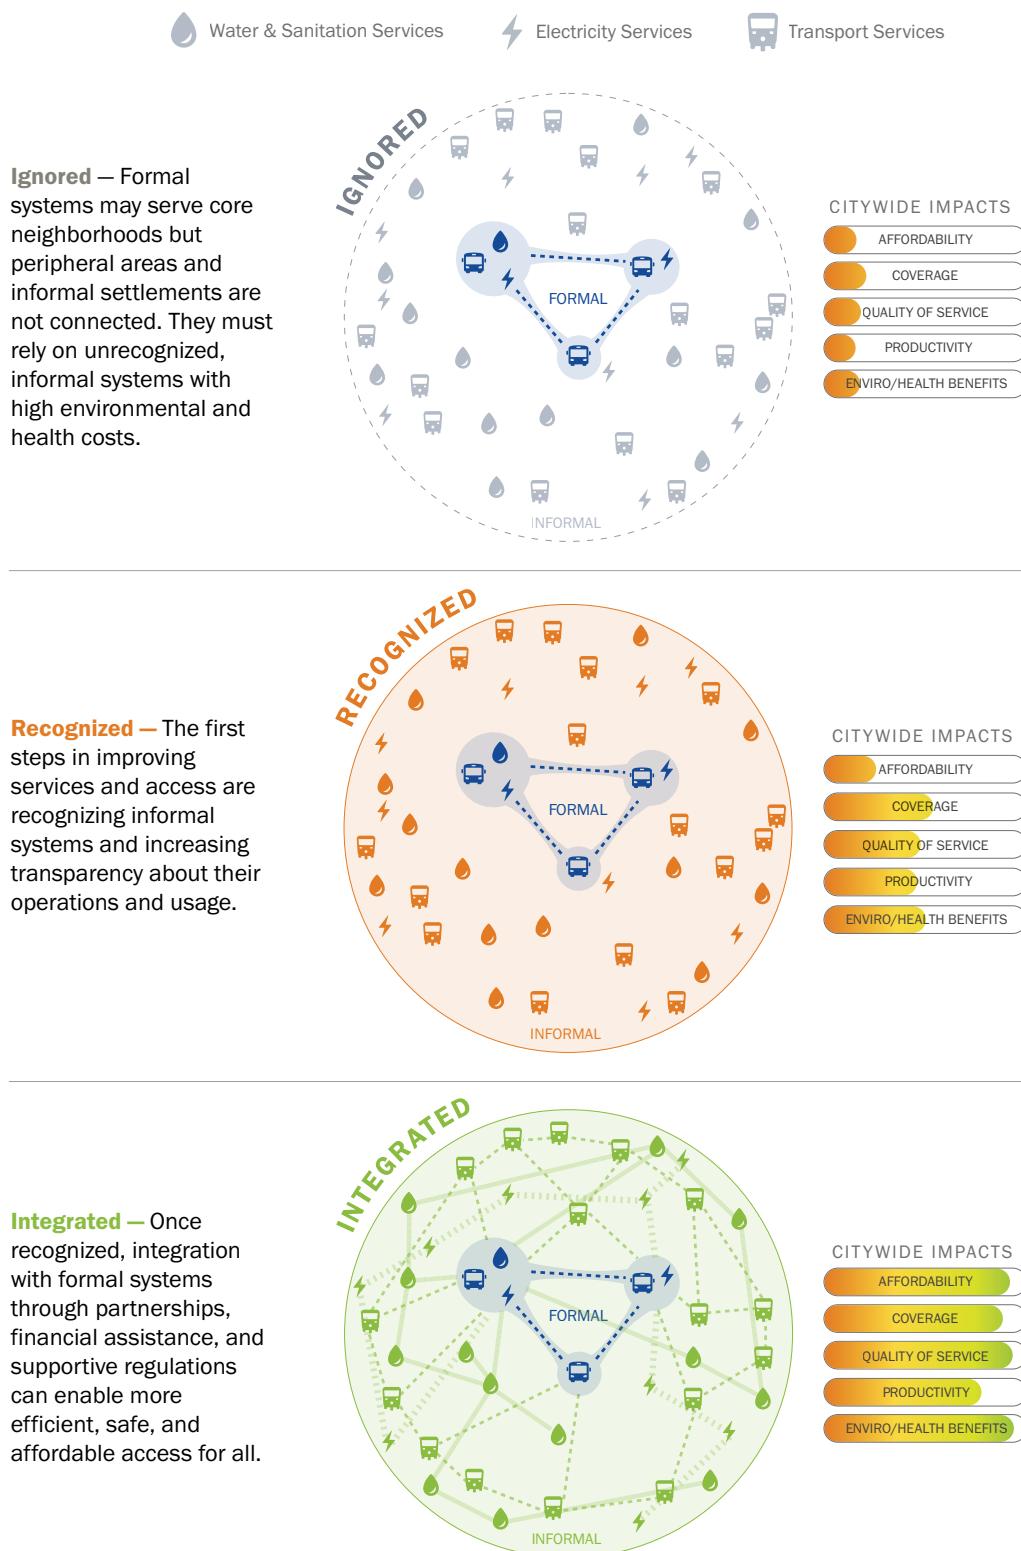 Water & Sanitation Services
Electricity Services
Transport Services
IGNORED
Ignored — Formal
systems may serve core
neighborhoods but
peripheral areas and
informal settlements are
not connected. They must
rely on unrecognized,
informal systems with
high environmental and
health costs.
FORMAL
INFORMAL
CITYWIDE IMPACTS
AFFORDABILITY
COVERAGE
QUALITY OF SERVICE
PRODUCTIVITY
ENVIRO/HEALTH BENEFITS
RECOGNIZED
Recognized — The first
steps in improving
services and access are
recognizing informal
systems and increasing
transparency about their
operations and usage.
FORMAL
INFORMAL
CITYWIDE IMPACTS
AFFORDABILITY
COVERAGE
QUALITY OF SERVICE
PRODUCTIVITY
ENVIRO/HEALTH BENEFITS
INTEGRATED
Integrated — Once
recognized, integration
with formal systems
through partnerships,
financial assistance, and
supportive regulations
can enable more
efficient, safe, and
affordable access for all.
FORMAL
INFORMAL
CITYWIDE IMPACTS
AFFORDABILITY
COVERAGE
QUALITY OF SERVICE
PRODUCTIVITY
ENVIRO/HEALTH BENEFITS